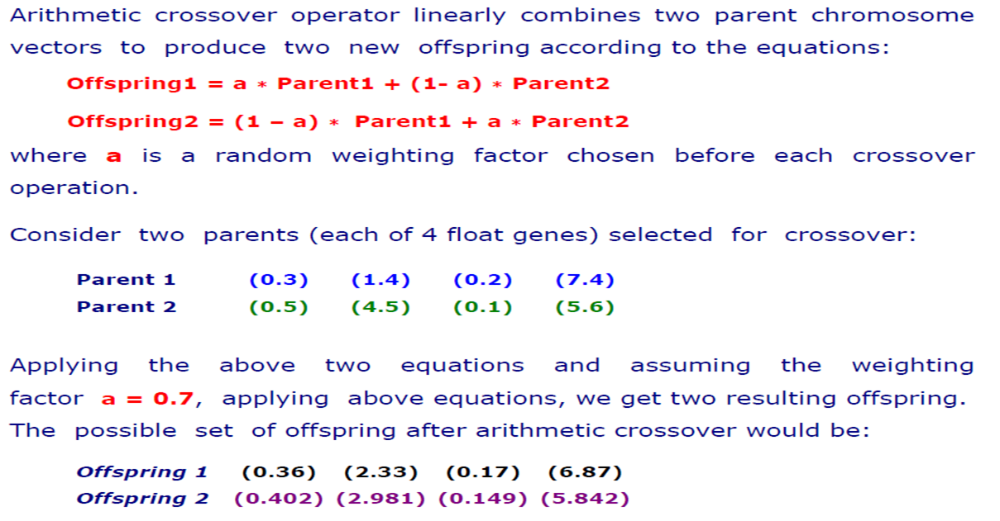 Arithmetic crossover operator linearly combines two parent chromosome
vectors to produce two new offspring according to the equations:
Offspring1 = a * Parent1 + (1- a) * Parent2
Offspring2 = (1 – a) * Parent1 + a * Parent2
where a is a random weighting factor chosen before each crossover
operation.
Consider two parents (each of 4 float genes) selected for crossover:
Parent 1 (0.3) (1.4) (0.2) (7.4)
Parent 2 (0.5) (4.5) (0.1) (5.6)
Applying the above two equations and assuming the weighting
factor a = 0.7, applying above equations, we get two resulting offspring.
The possible set of offspring after arithmetic crossover would be:
Offspring 1 (0.36) (2.33) (0.17) (6.87)
Offspring 2 (0.402) (2.981) (0.149) (5.842)